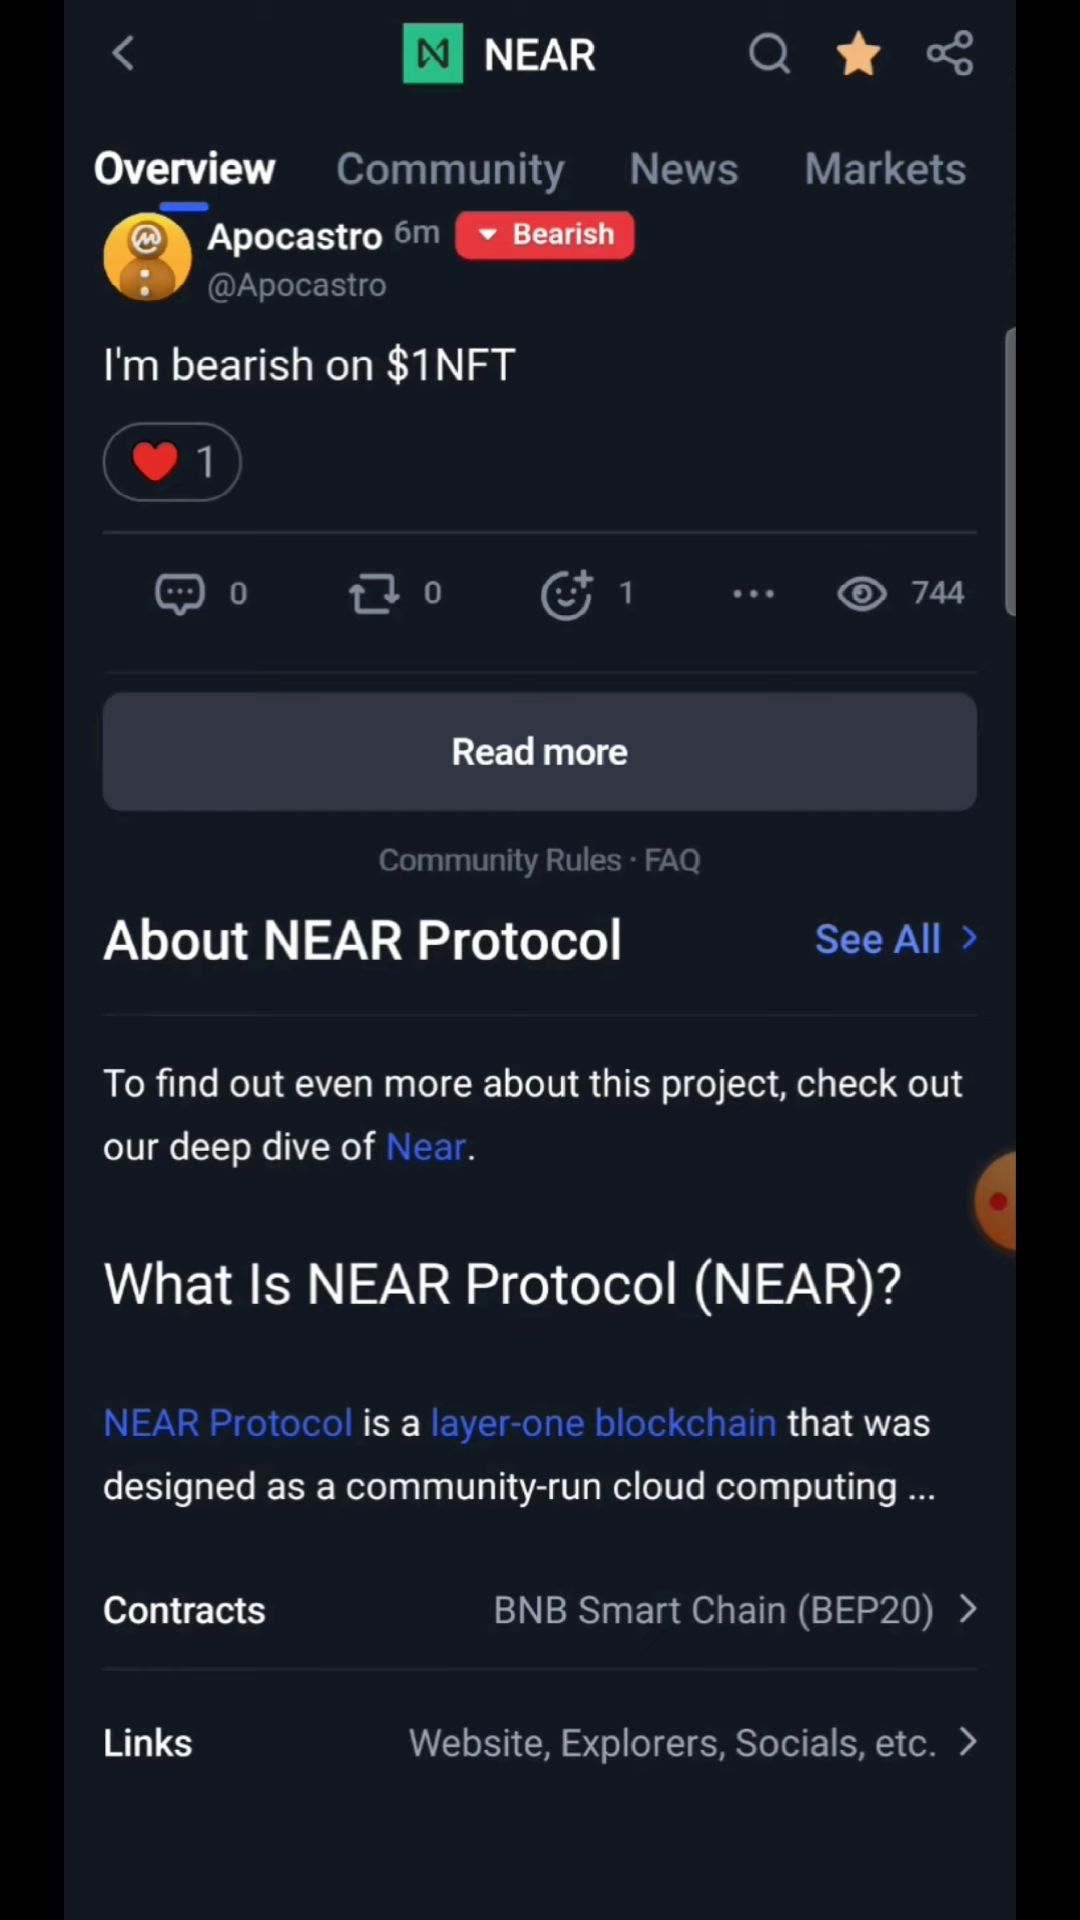 NEAR
Overview Community News Markets
Apocastro 6m Bearish
@Apocastro
I'm bearish on $1NFT
1
0 0 1 744
Read more
Community Rules · FAQ
About NEAR Protocol See All
To find out even more about this project, check out
our deep dive of Near.
What Is NEAR Protocol (NEAR)?
NEAR Protocol is a layer-one blockchain that was
designed as a community-run cloud computing ...
Contracts BNB Smart Chain (BEP20)
Links Website, Explorers, Socials, etc.